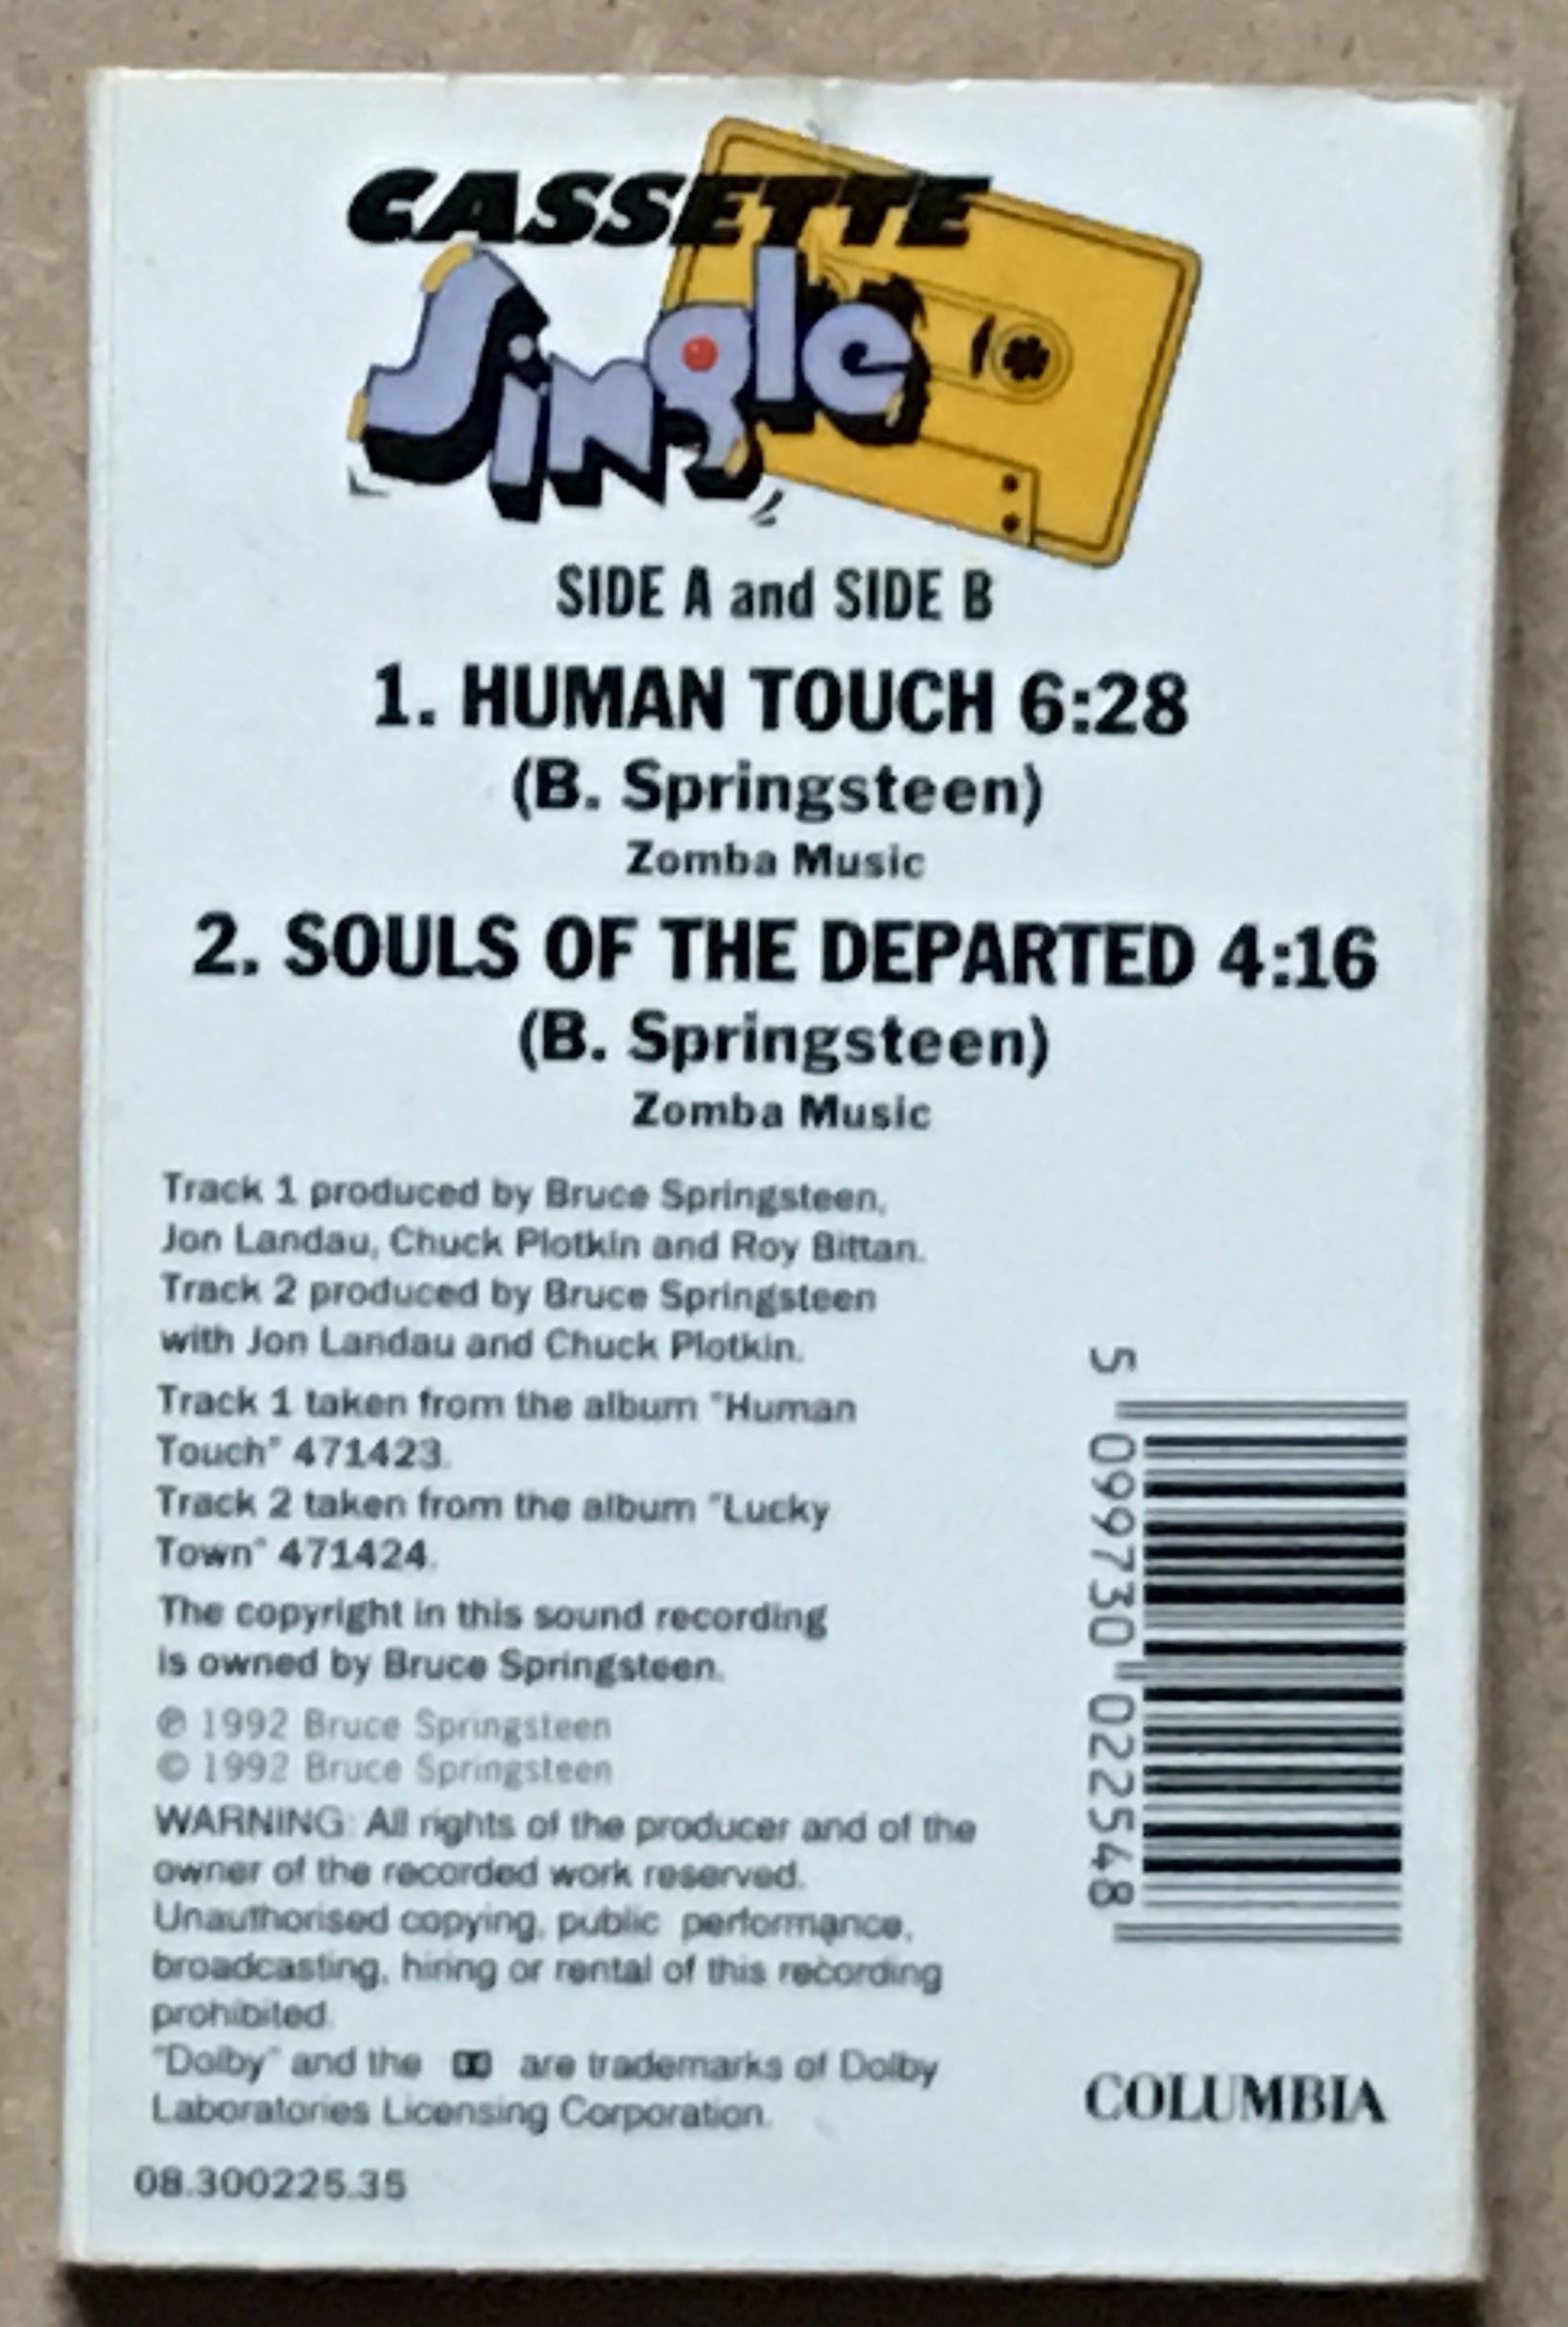 CASSETTE
Single
SIDE A and SIDE B
1. HUMAN TOUCH 6:28
(B. Springsteen)
Zomba Music
2. SOULS OF THE DEPARTED 4:16
(B. Springsteen)
Zomba Music
Track 1 produced by Bruce Springsteen,
Jon Landau, Chuck Plotkin and Roy Bittan.
Track 2 produced by Bruce Springsteen
with Jon Landau and Chuck Plotkin.
Track 1 taken from the album "Human
Touch" 471423.
Track 2 taken from the album "Lucky
Town" 471424.
The copyright in this sound recording
is owned by Bruce Springsteen.
℗ 1992 Bruce Springsteen
© 1992 Bruce Springsteen
WARNING: All rights of the producer and of the
owner of the recorded work reserved.
Unauthorised copying, public performance,
broadcasting, hiring or rental of this recording
prohibited.
"Dolby" and the are trademarks of Dolby
Laboratories Licensing Corporation.
08.300225.35
5 099730 022548
COLUMBIA